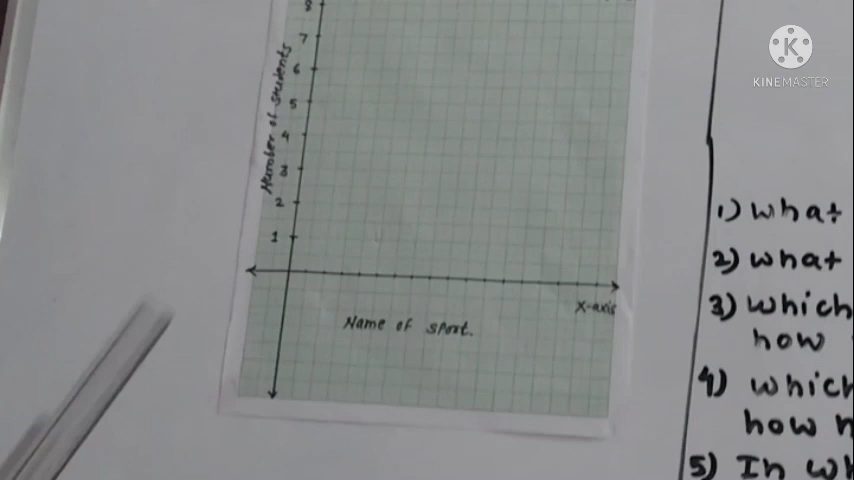 8
7
6
5
4
3
2
1
Number of students
X-axis
Name of sport.
K
KINEMASTER
1) What
2) What
3) Which
how
4) Which
how
5) In